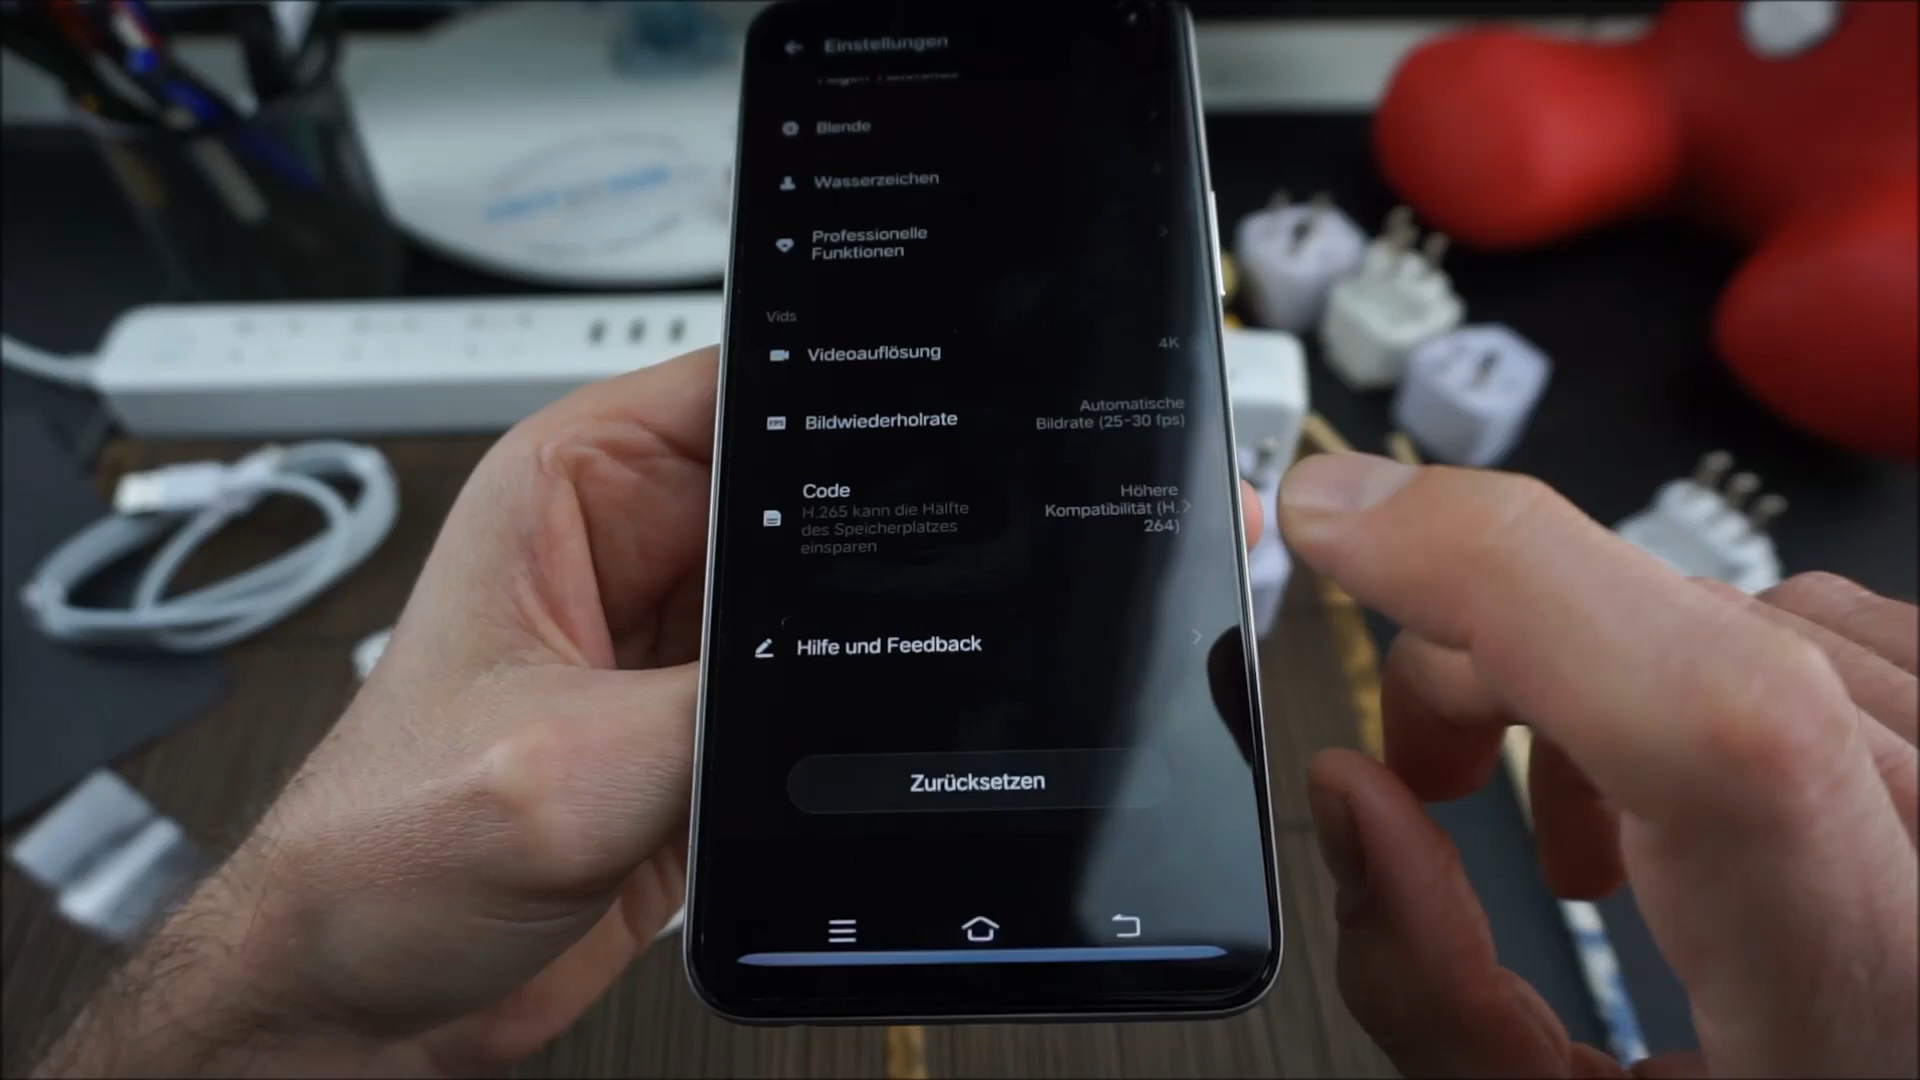 Einstellungen
Blende
Wasserzeichen
Professionelle
Funktionen
Vids
Videoauflösung
4K
Bildwiederholrate
Automatische
Bildrate (25-30 fps)
FPS
Code
H.265 kann die Hälfte
des Speicherplatzes
einsparen
Höhere
Kompatibilität (H.
264)
Hilfe und Feedback
Zurücksetzen